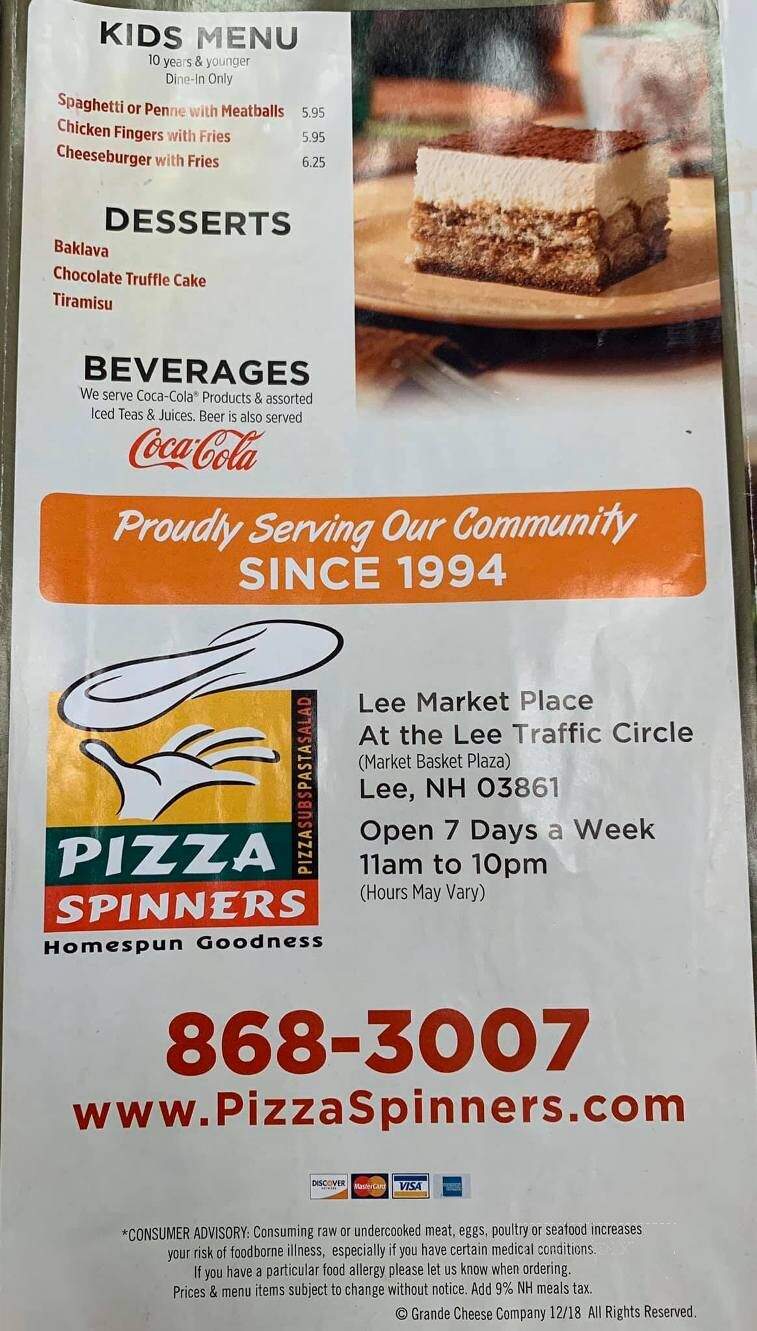 KIDS MENU
10 years & younger
Dine-In Only
Spaghetti or Penne with Meatballs 5.95
Chicken Fingers with Fries 5.95
Cheeseburger with Fries 6.25
DESSERTS
Baklava
Chocolate Truffle Cake
Tiramisu
BEVERAGES
We serve Coca-Cola® Products & assorted
Iced Teas & Juices. Beer is also served
Coca-Cola
Proudly Serving Our Community
SINCE 1994
PIZZASUBSPASTASALAD
PIZZA
SPINNERS
Homespun Goodness
Lee Market Place
At the Lee Traffic Circle
(Market Basket Plaza)
Lee, NH 03861
Open 7 Days a Week
11am to 10pm
(Hours May Vary)
868-3007
www.PizzaSpinners.com
DISCOVER
MasterCard
VISA
*CONSUMER ADVISORY: Consuming raw or undercooked meat, eggs, poultry or seafood increases
your risk of foodborne illness, especially if you have certain medical conditions.
If you have a particular food allergy please let us know when ordering.
Prices & menu items subject to change without notice. Add 9% NH meals tax.
© Grande Cheese Company 12/18 All Rights Reserved.